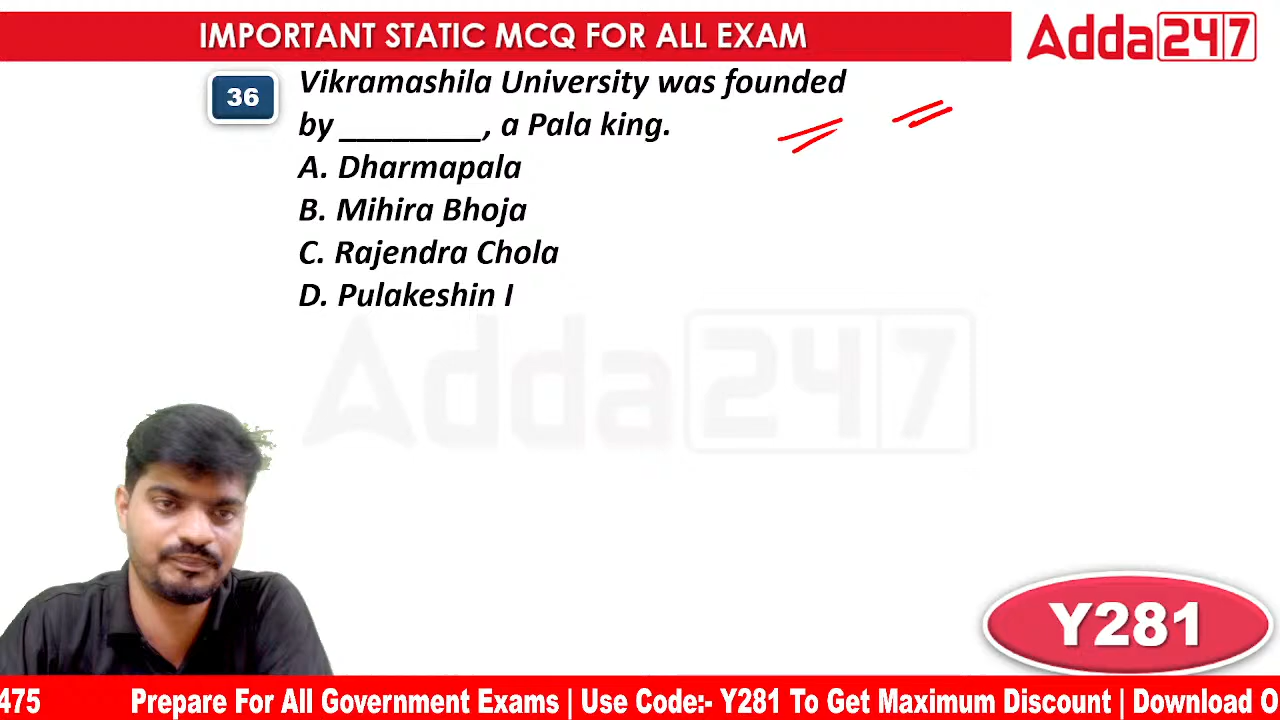 IMPORTANT STATIC MCQ FOR ALL EXAM
Adda247
36
Vikramashila University was founded
by _________, a Pala king.
A. Dharmapala
B. Mihira Bhoja
C. Rajendra Chola
D. Pulakeshin I
Adda247
Y281
475 Prepare For All Government Exams | Use Code:- Y281 To Get Maximum Discount | Download O